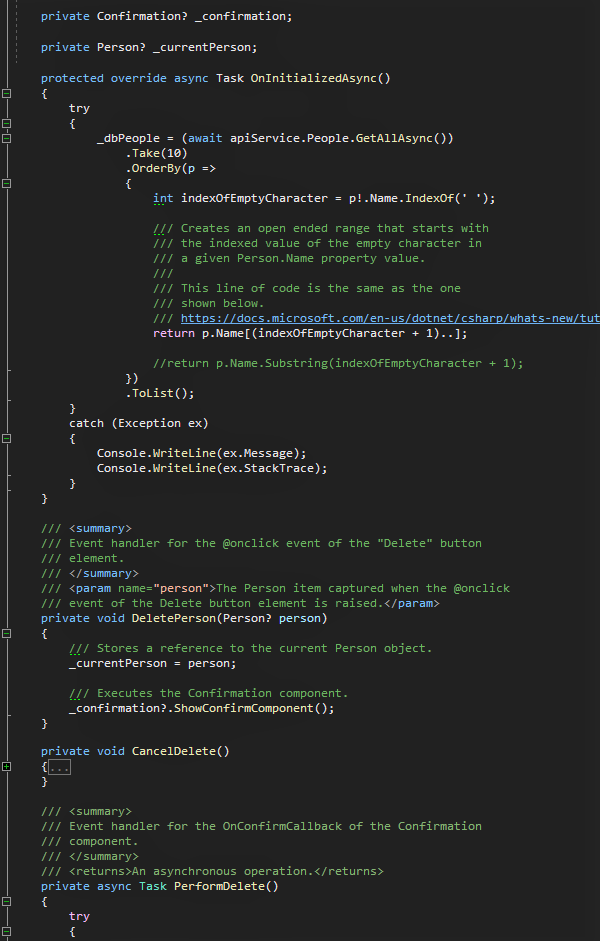 private Confirmation? _confirmation;
private Person? _currentPerson;
protected override async Task OnInitializedAsync()
{
try
{
_dbPeople = (await apiService.People.GetAllAsync())
.Take(10)
.OrderBy(p =>
{
int indexOfEmptyCharacter = p!.Name.IndexOf(' ');
/// Creates an open ended range that starts with
/// the indexed value of the empty character in
/// a given Person.Name property value.
///
/// This line of code is the same as the one
/// shown below.
/// https://docs.microsoft.com/en-us/dotnet/csharp/whats-new/tut
return p.Name[(indexOfEmptyCharacter + 1)..];
//return p.Name.Substring(indexOfEmptyCharacter + 1);
})
.ToList();
}
catch (Exception ex)
{
Console.WriteLine(ex.Message);
Console.WriteLine(ex.StackTrace);
}
}
/// <summary>
/// Event handler for the @onclick event of the "Delete" button
/// element.
/// </summary>
/// <param name="person">The Person item captured when the @onclick
/// event of the Delete button element is raised.</param>
private void DeletePerson(Person? person)
{
/// Stores a reference to the current Person object.
_currentPerson = person;
/// Executes the Confirmation component.
_confirmation?.ShowConfirmComponent();
}
private void CancelDelete()
{...
}
/// <summary>
/// Event handler for the OnConfirmCallback of the Confirmation
/// component.
/// </summary>
/// <returns>An asynchronous operation.</returns>
private async Task PerformDelete()
{
try
{